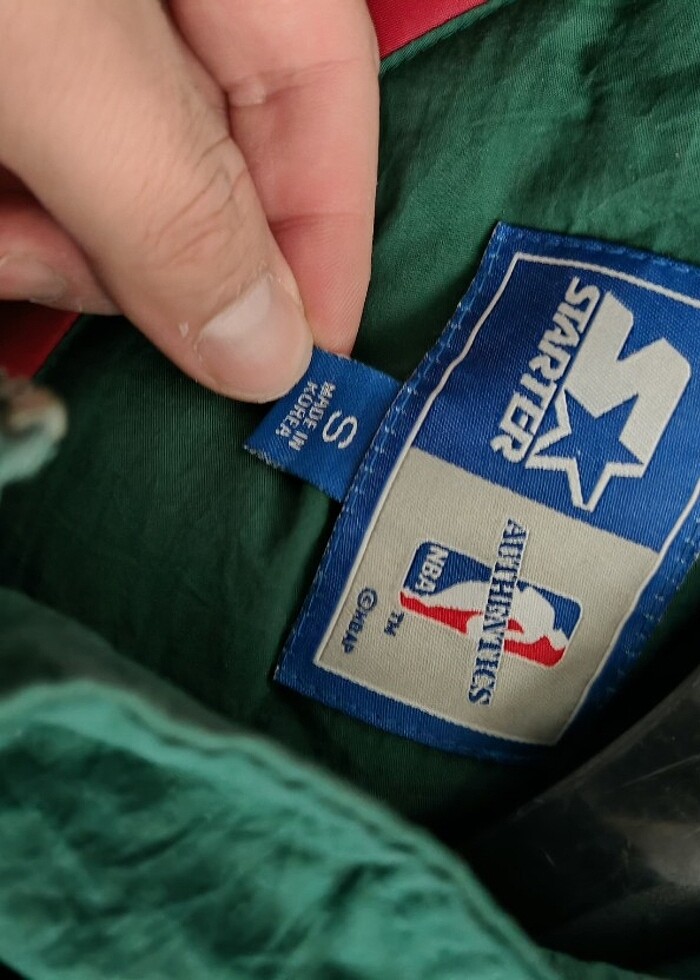 STARTER
AUTHENTICS
NBA
TM
©NBAP
S
MADE IN
KOREA